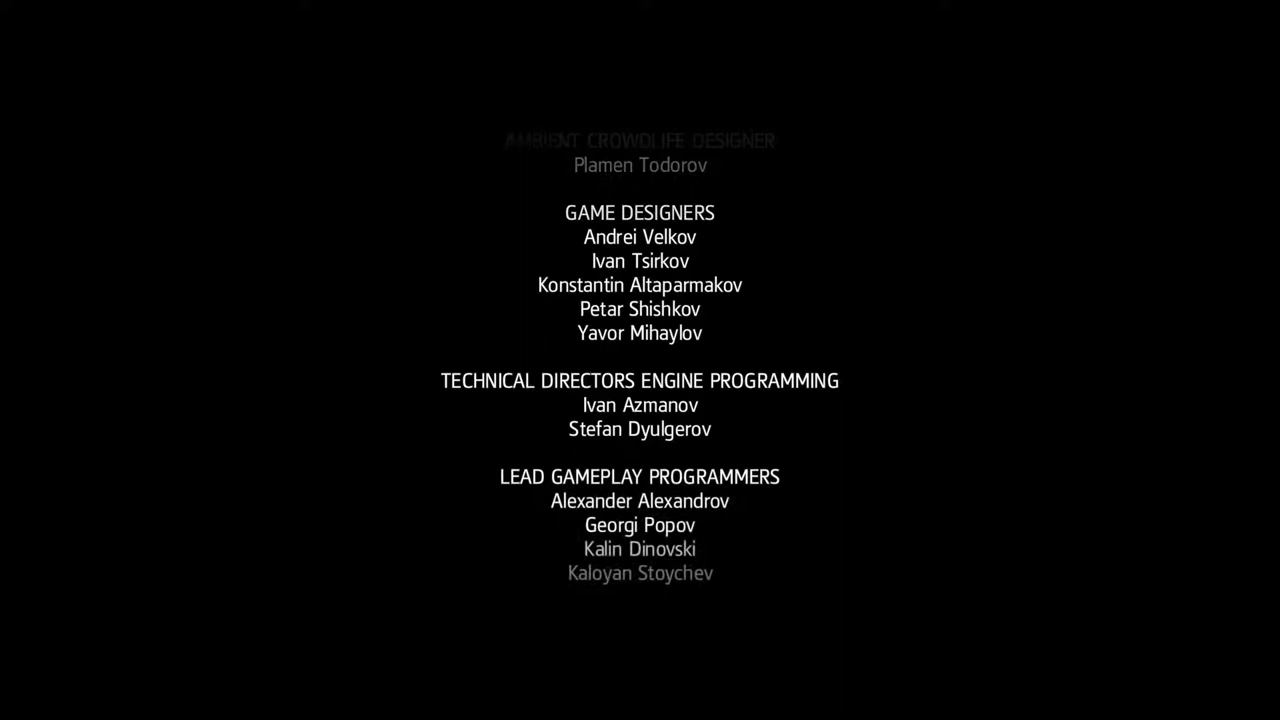 AMBIENT CROWDLIFE DESIGNER
Plamen Todorov
GAME DESIGNERS
Andrei Velkov
Ivan Tsirkov
Konstantin Altaparmakov
Petar Shishkov
Yavor Mihaylov
TECHNICAL DIRECTORS ENGINE PROGRAMMING
Ivan Azmanov
Stefan Dyulgerov
LEAD GAMEPLAY PROGRAMMERS
Alexander Alexandrov
Georgi Popov
Kalin Dinovski
Kaloyan Stoychev